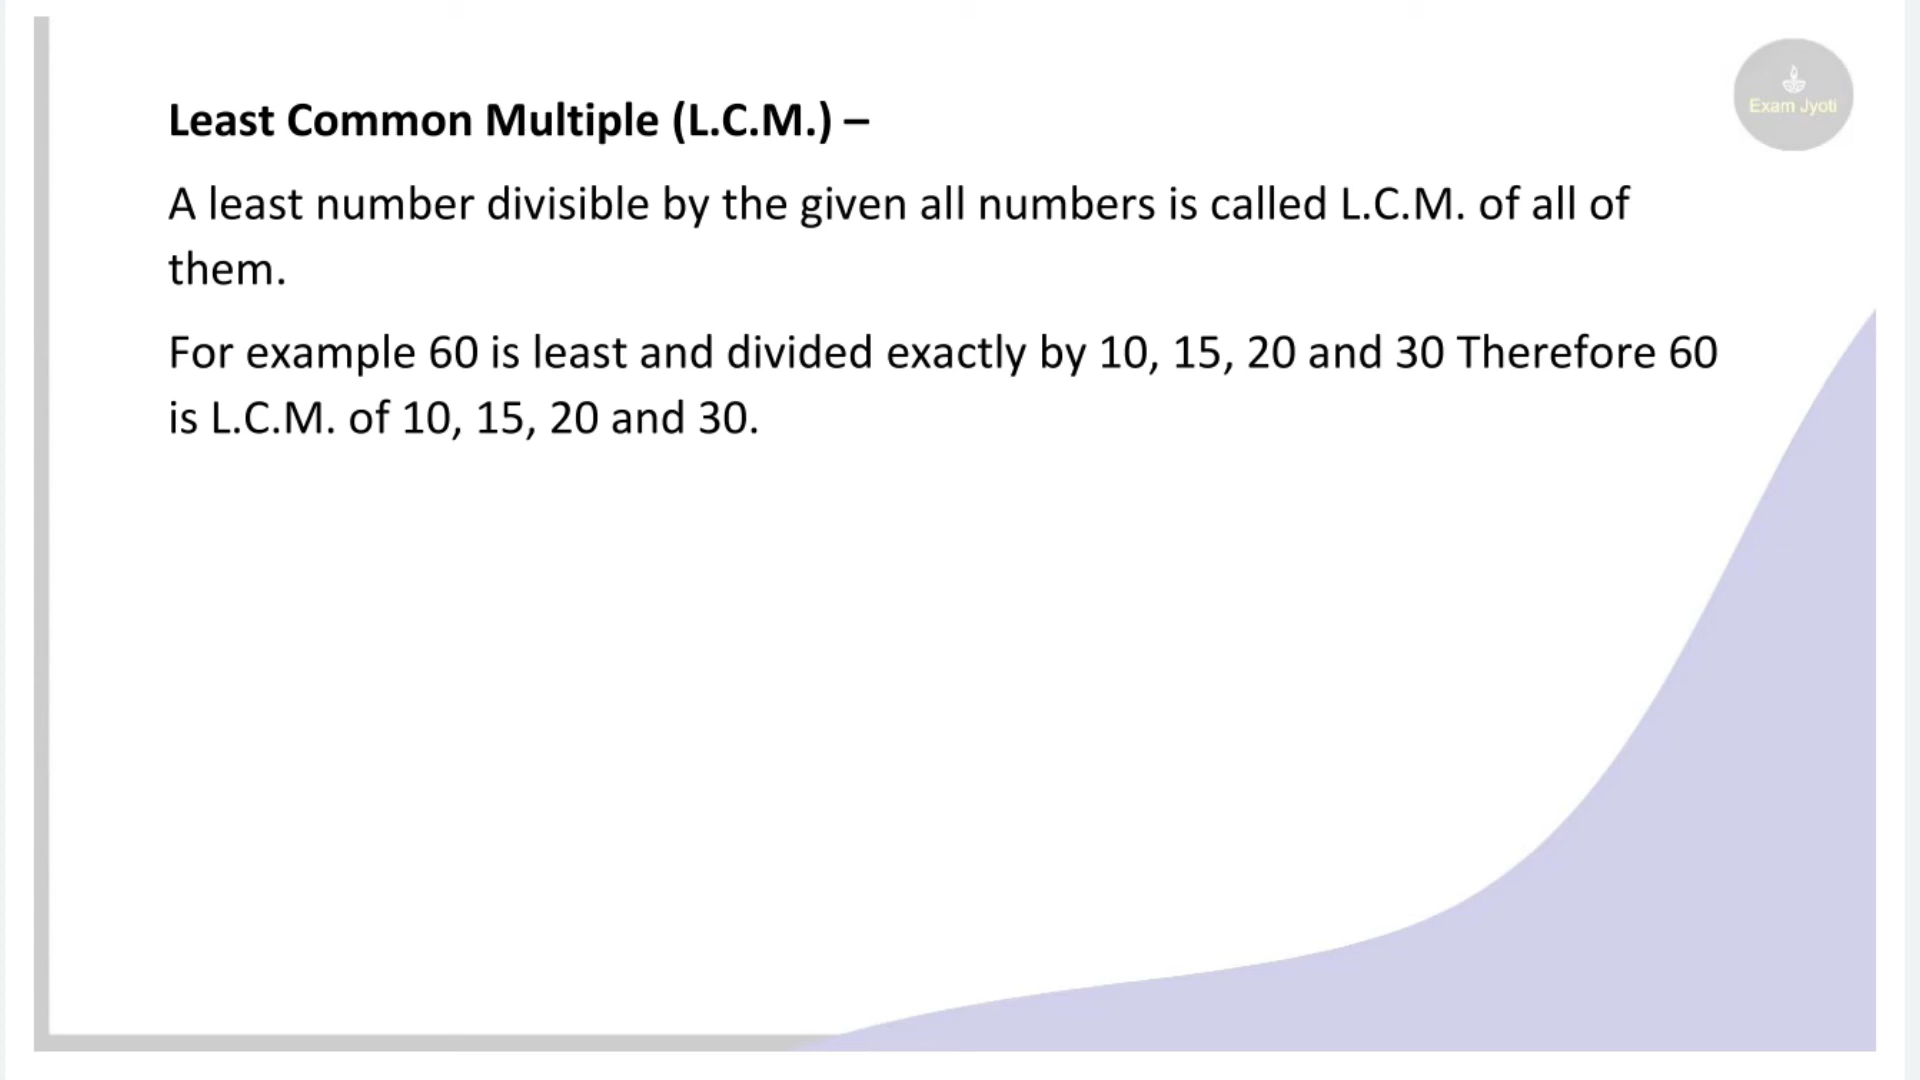 Exam Jyoti
Least Common Multiple (L.C.M.) –
A least number divisible by the given all numbers is called L.C.M. of all of
them.
For example 60 is least and divided exactly by 10, 15, 20 and 30 Therefore 60
is L.C.M. of 10, 15, 20 and 30.